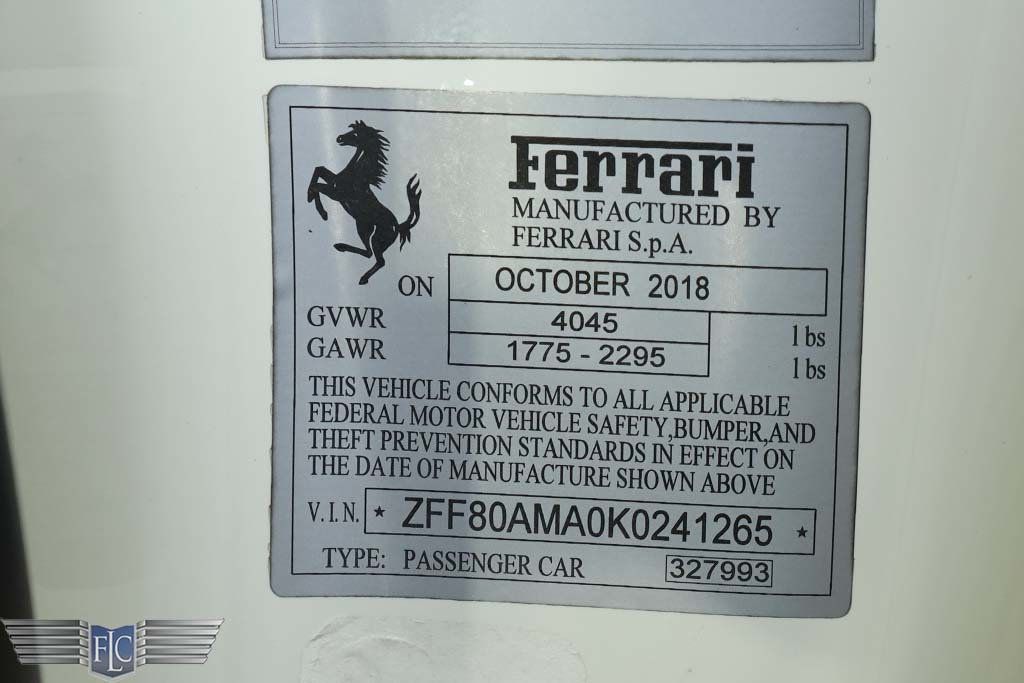 Ferrari
MANUFACTURED BY
FERRARI S.p.A.
ON OCTOBER 2018
GVWR 4045 lbs
GAWR 1775 - 2295 lbs
THIS VEHICLE CONFORMS TO ALL APPLICABLE
FEDERAL MOTOR VEHICLE SAFETY,BUMPER,AND
THEFT PREVENTION STANDARDS IN EFFECT ON
THE DATE OF MANUFACTURE SHOWN ABOVE
V.I.N. * ZFF80AMA0K0241265 *
TYPE: PASSENGER CAR 327993
FLC